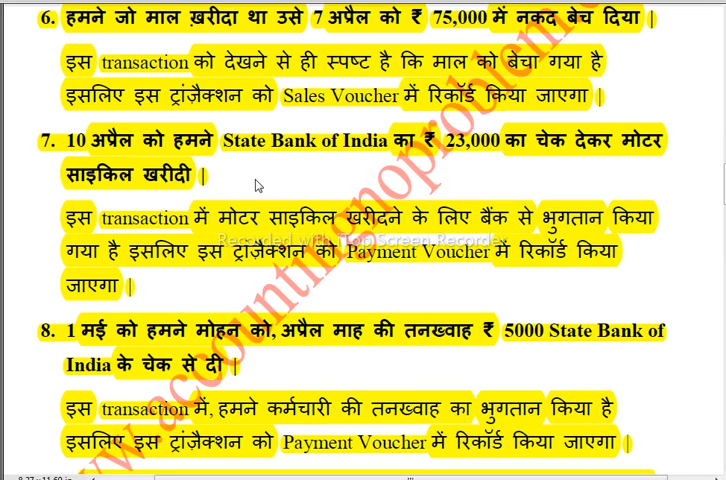 6. हमने जो माल ख़रीदा था उसे 7 अप्रैल को ₹ 75,000 में नकद बेच दिया |
इस transaction को देखने से ही स्पष्ट है कि माल को बेचा गया है
इसलिए इस ट्रांज़ैक्शन को Sales Voucher में रिकॉर्ड किया जाएगा |
7. 10 अप्रैल को हमने State Bank of India का ₹ 23,000 का चेक देकर मोटर
साइकिल खरीदी |
इस transaction में मोटर साइकिल खरीदने के लिए बैंक से भुगतान किया
Recorded with iTop Screen Recorder
गया है इसलिए इस ट्रांज़ैक्शन को Payment Voucher में रिकॉर्ड किया
जाएगा |
8. 1 मई को हमने मोहन को, अप्रैल माह की तनख्वाह ₹ 5000 State Bank of
India के चेक से दी |
इस transaction में, हमने कर्मचारी की तनख्वाह का भुगतान किया है
इसलिए इस ट्रांज़ैक्शन को Payment Voucher में रिकॉर्ड किया जाएगा |
www.accountingnoproblem.